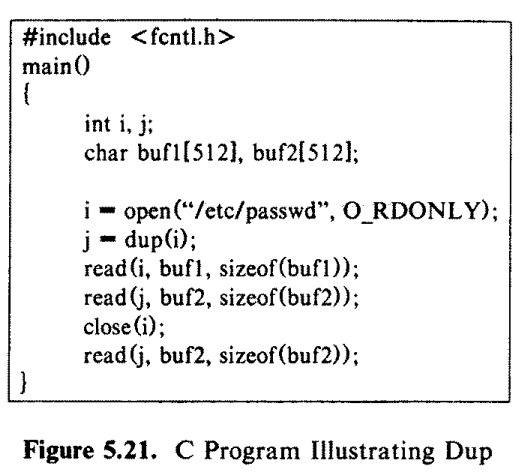 #include <fcntl.h>
main()
{
int i, j;
char buf1[512], buf2[512];
i = open("/etc/passwd", O_RDONLY);
j = dup(i);
read(i, buf1, sizeof(buf1));
read(j, buf2, sizeof(buf2));
close(i);
read(j, buf2, sizeof(buf2));
}
Figure 5.21. C Program Illustrating Dup